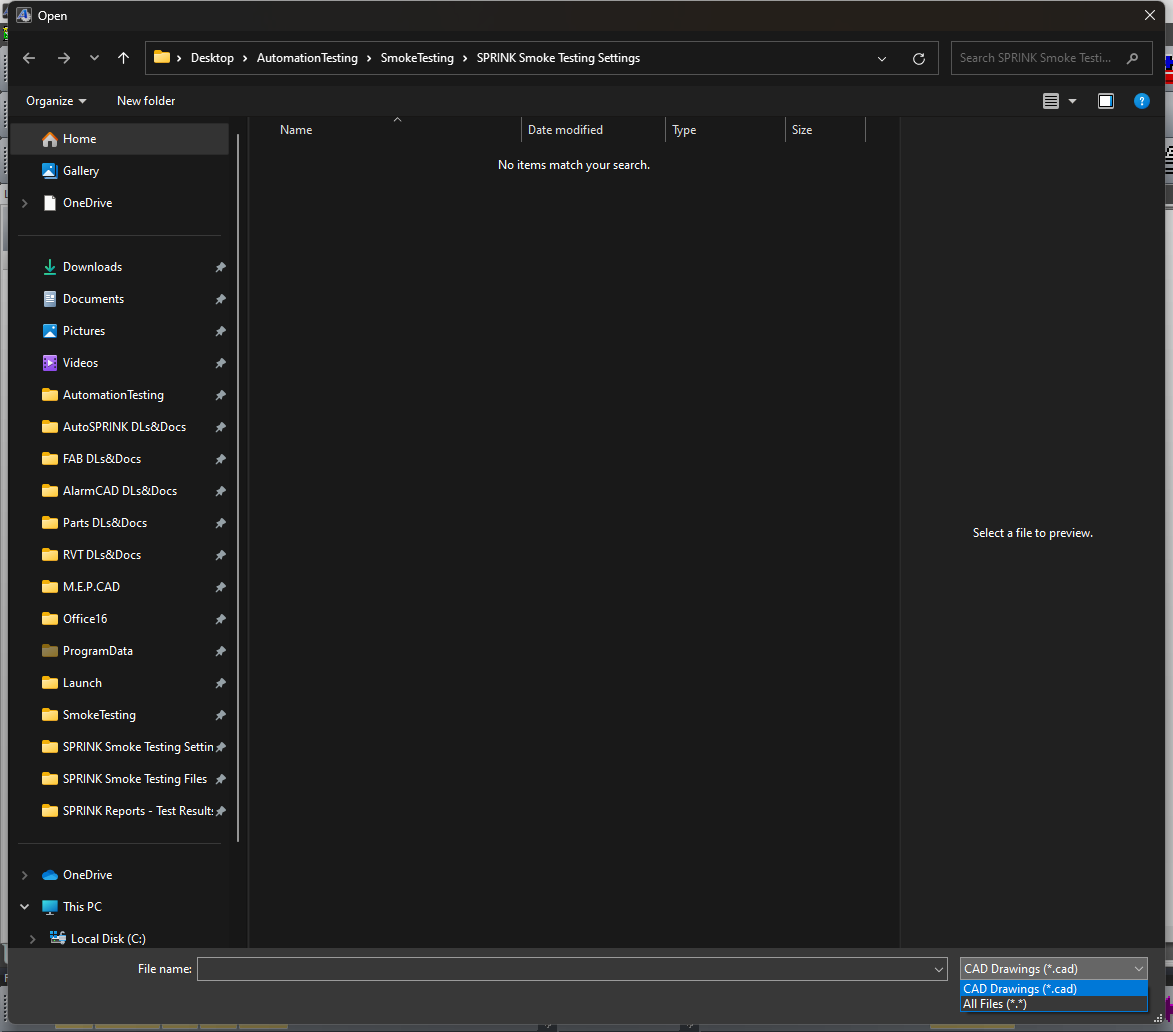 Open
Desktop
AutomationTesting
SmokeTesting
SPRINK Smoke Testing Settings
Search SPRINK Smoke Testi...
Organize
New folder
?
Name
Date modified
Type
Size
No items match your search.
Home
Gallery
OneDrive
Downloads
Documents
Pictures
Videos
AutomationTesting
AutoSPRINK DLs&Docs
FAB DLs&Docs
AlarmCAD DLs&Docs
Parts DLs&Docs
RVT DLs&Docs
M.E.P.CAD
Office16
ProgramData
Launch
SmokeTesting
SPRINK Smoke Testing Settin
SPRINK Smoke Testing Files
SPRINK Reports - Test Results
OneDrive
This PC
Local Disk (C:)
Select a file to preview.
File name:
CAD Drawings (*.cad)
CAD Drawings (*.cad)
All Files (*.*)